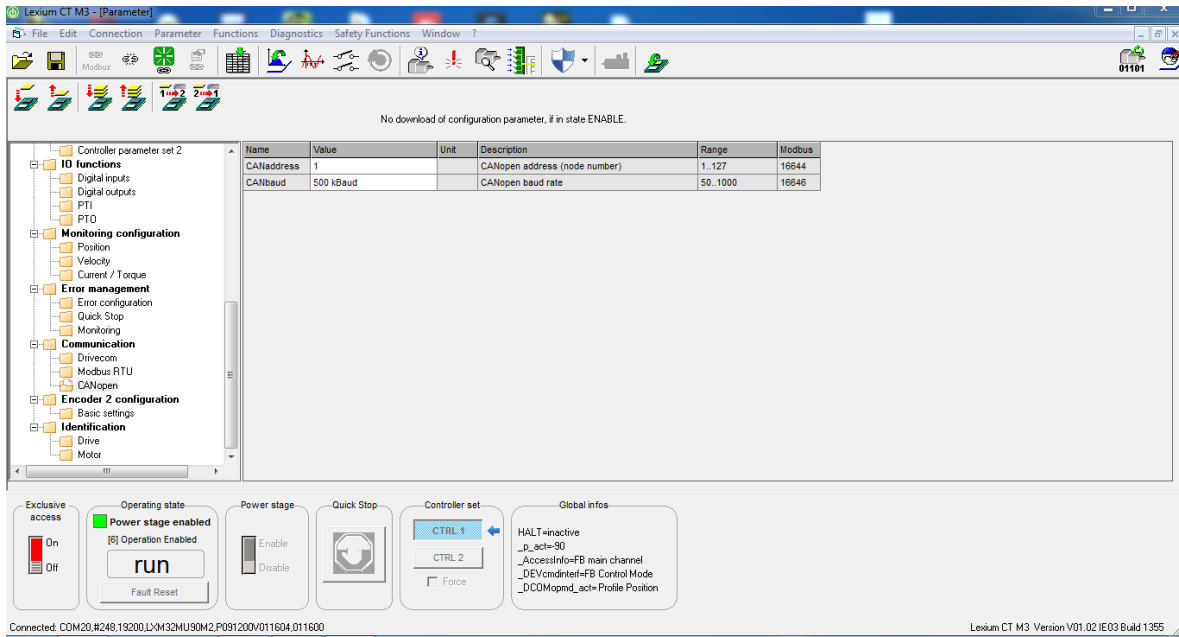 Lexium CT M3 - [Parameter]
File Edit Connection Parameter Functions Diagnostics Safety Functions Window ?
Modbus
01101
1 2 2 1
No download of configuration parameter, if in state ENABLE.
Controller parameter set 2
IO functions
Digital inputs
Digital outputs
PTI
PTO
Monitoring configuration
Position
Velocity
Current / Torque
Error management
Error configuration
Quick Stop
Monitoring
Communication
Drivecom
Modbus RTU
CANopen
Encoder 2 configuration
Basic settings
Identification
Drive
Motor
Name Value Unit Description Range Modbus
CANaddress 1 CANopen address (node number) 1..127 16644
CANbaud 500 kBaud CANopen baud rate 50..1000 16646
Exclusive access
On
Off
Operating state
Power stage enabled
[6] Operation Enabled
run
Fault Reset
Power stage
Enable
Disable
Quick Stop
Controller set
CTRL 1
CTRL 2
Force
Global infos
HALT=inactive
_p_act=-90
_AccessInfo=FB main channel
_DEVcmdinterf=FB Control Mode
_DCOMopmd_act=Profile Position
Connected: COM20,#248,19200,LXM32MU90M2,P091200V011604,011600
Lexium CT M3 Version V01.02 IE03 Build 1355